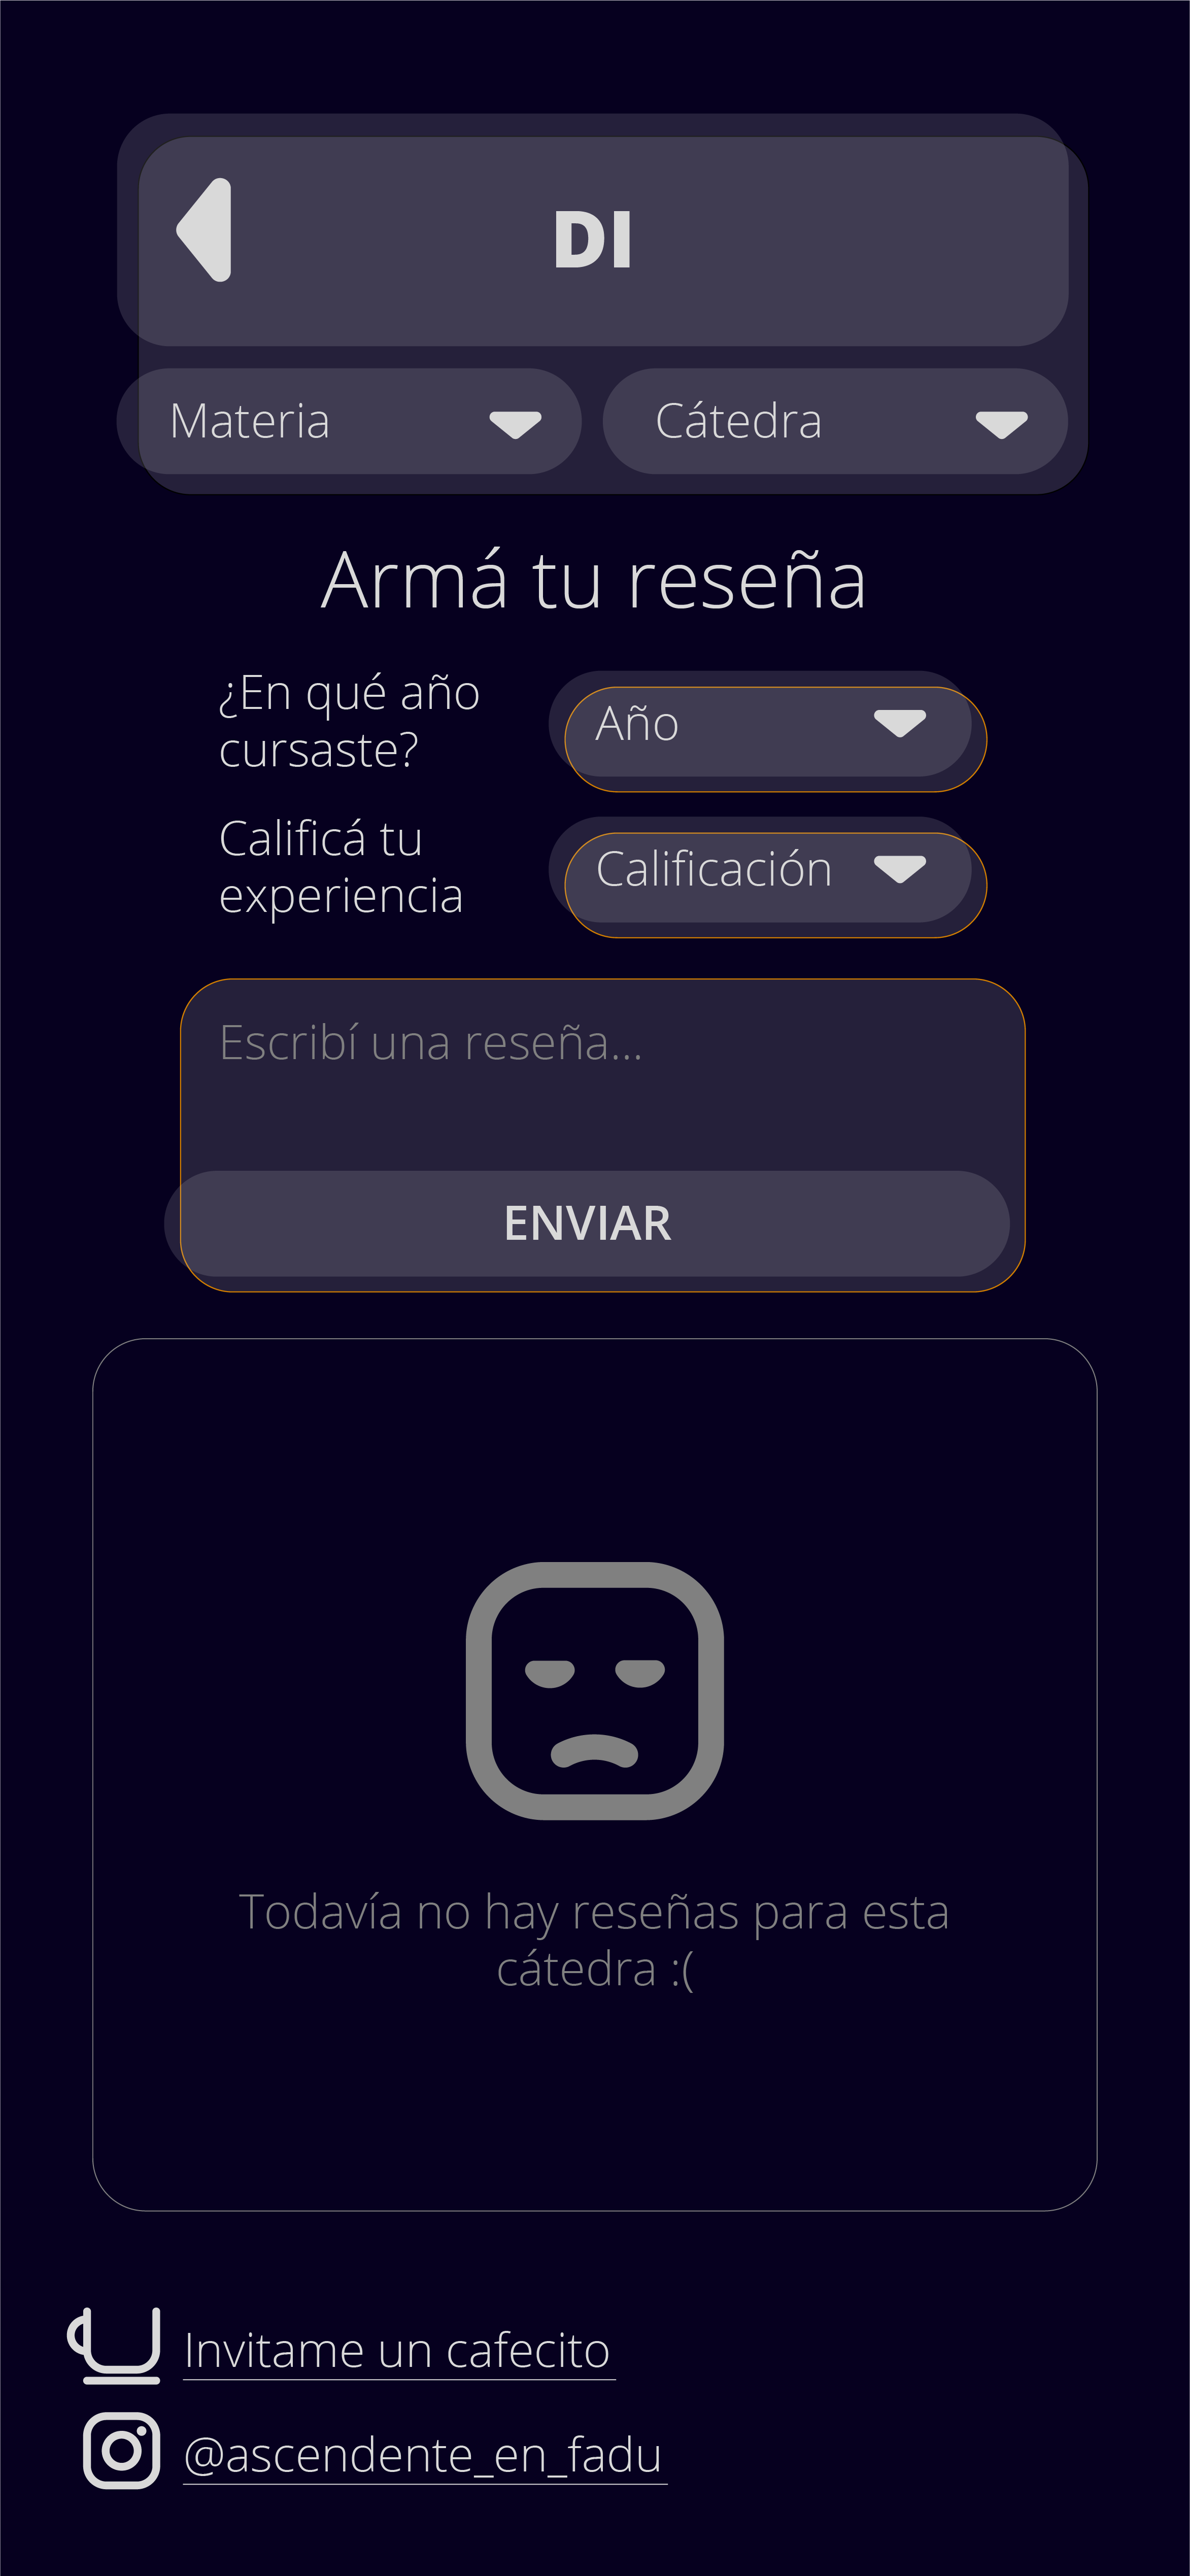 DI
Materia
Cátedra
Armá tu reseña
¿En qué año
cursaste?
Año
Calificá tu
experiencia
Calificación
Escribí una reseña...
ENVIAR
Todavía no hay reseñas para esta
cátedra :(
Invitame un cafecito
@ascendente_en_fadu